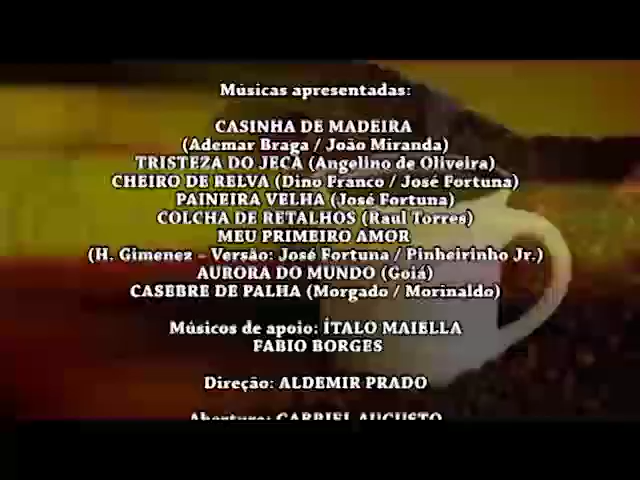 Músicas apresentadas:
CASINHA DE MADEIRA
(Ademar Braga / João Miranda)
TRISTEZA DO JECA (Angelino de Oliveira)
CHEIRO DE RELVA (Dino Franco / José Fortuna)
PAINEIRA VELHA (José Fortuna)
COLCHA DE RETALHOS (Raul Torres)
MEU PRIMEIRO AMOR
(H. Gimenez - Versão: José Fortuna / Pinheirinho Jr.)
AURORA DO MUNDO (Goiá)
CASEBRE DE PALHA (Morgado / Morinaldo)
Músicos de apoio: ÍTALO MAIELLA
FABIO BORGES
Direção: ALDEMIR PRADO
Abertura: GABRIEL AUGUSTO